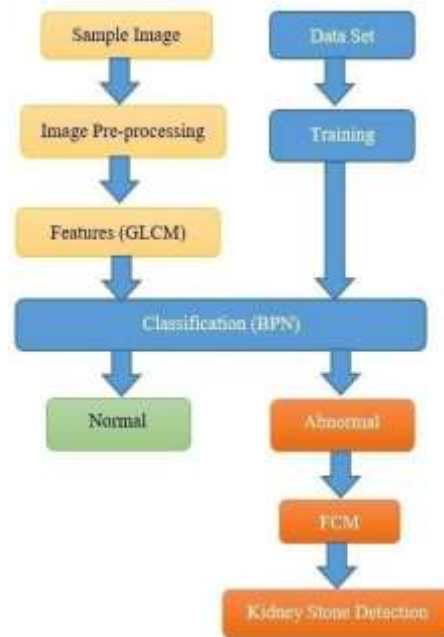 Sample Image
Data Set
Image Pre-processing
Training
Features (GLCM)
Classification (BPN)
Normal
Abnormal
FCM
Kidney Stone Detection